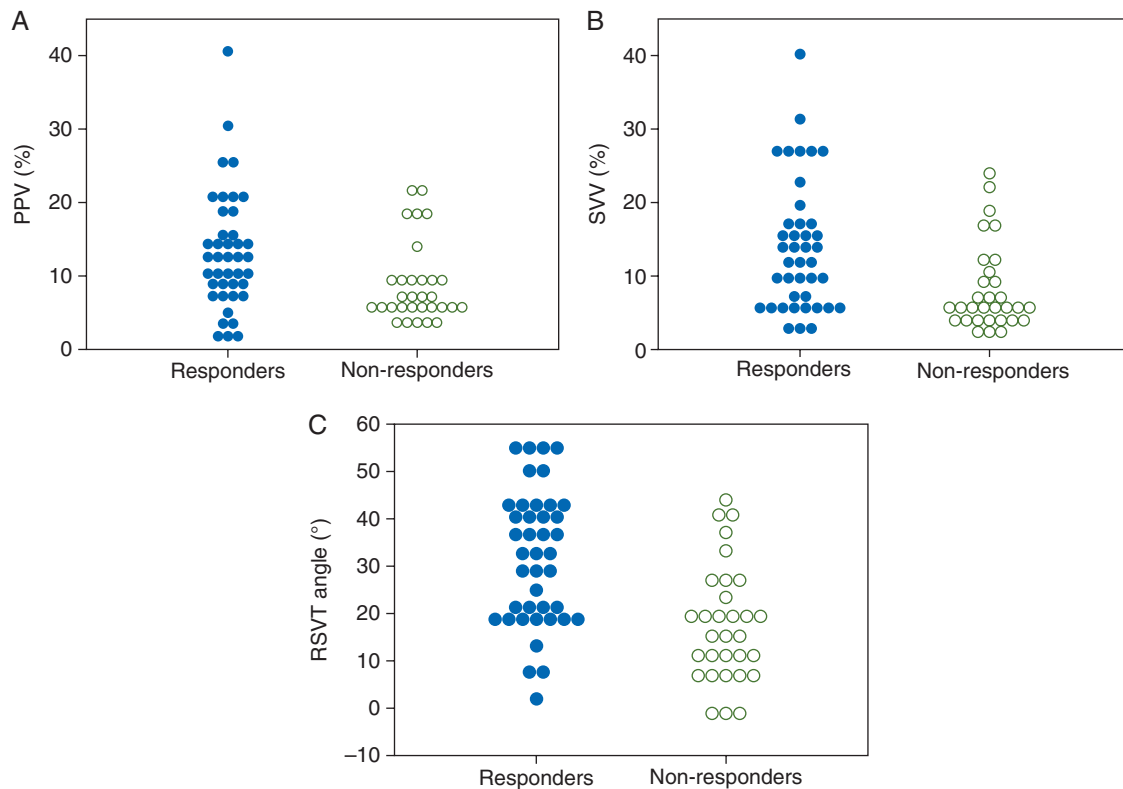 A
PPV (%)
40
30
20
10
0
Responders
Non-responders
B
SVV (%)
40
30
20
10
0
Responders
Non-responders
C
RSVT angle (°)
60
50
40
30
20
10
0
–10
Responders
Non-responders